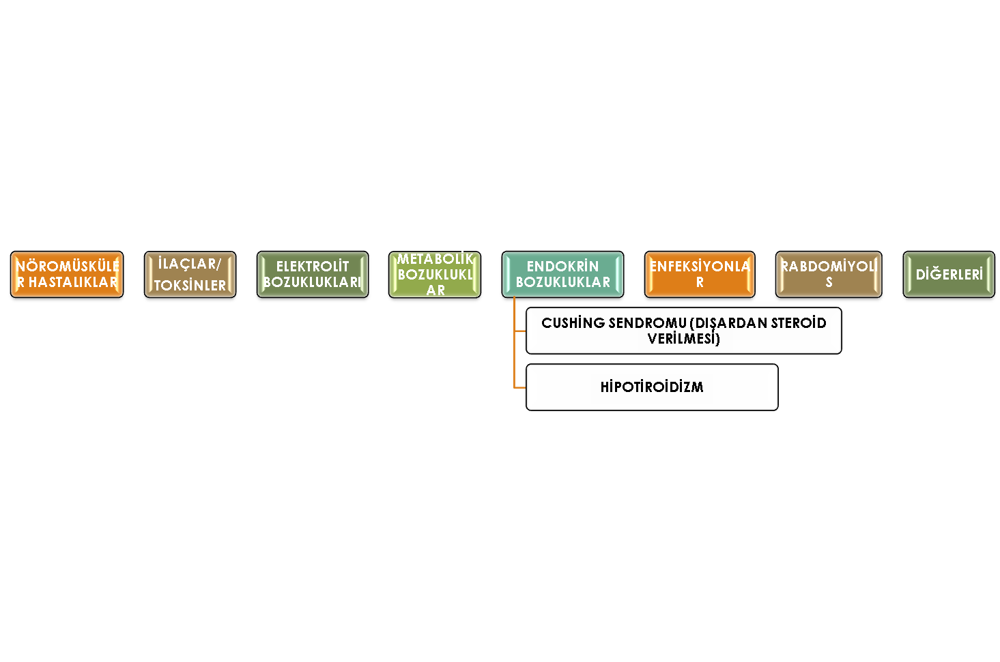 NÖROMÜSKÜLE
R HASTALIKLAR
İLAÇLAR/
TOKSİNLER
ELEKTROLİT
BOZUKLUKLARI
METABOLİK
BOZUKLUKL
AR
ENDOKRİN
BOZUKLUKLAR
ENFEKSİYONLA
R
RABDOMİYOLİ
S
DİĞERLERİ
CUSHİNG SENDROMU (DIŞARDAN STEROİD
VERİLMESİ)
HİPOTİROİDİZM